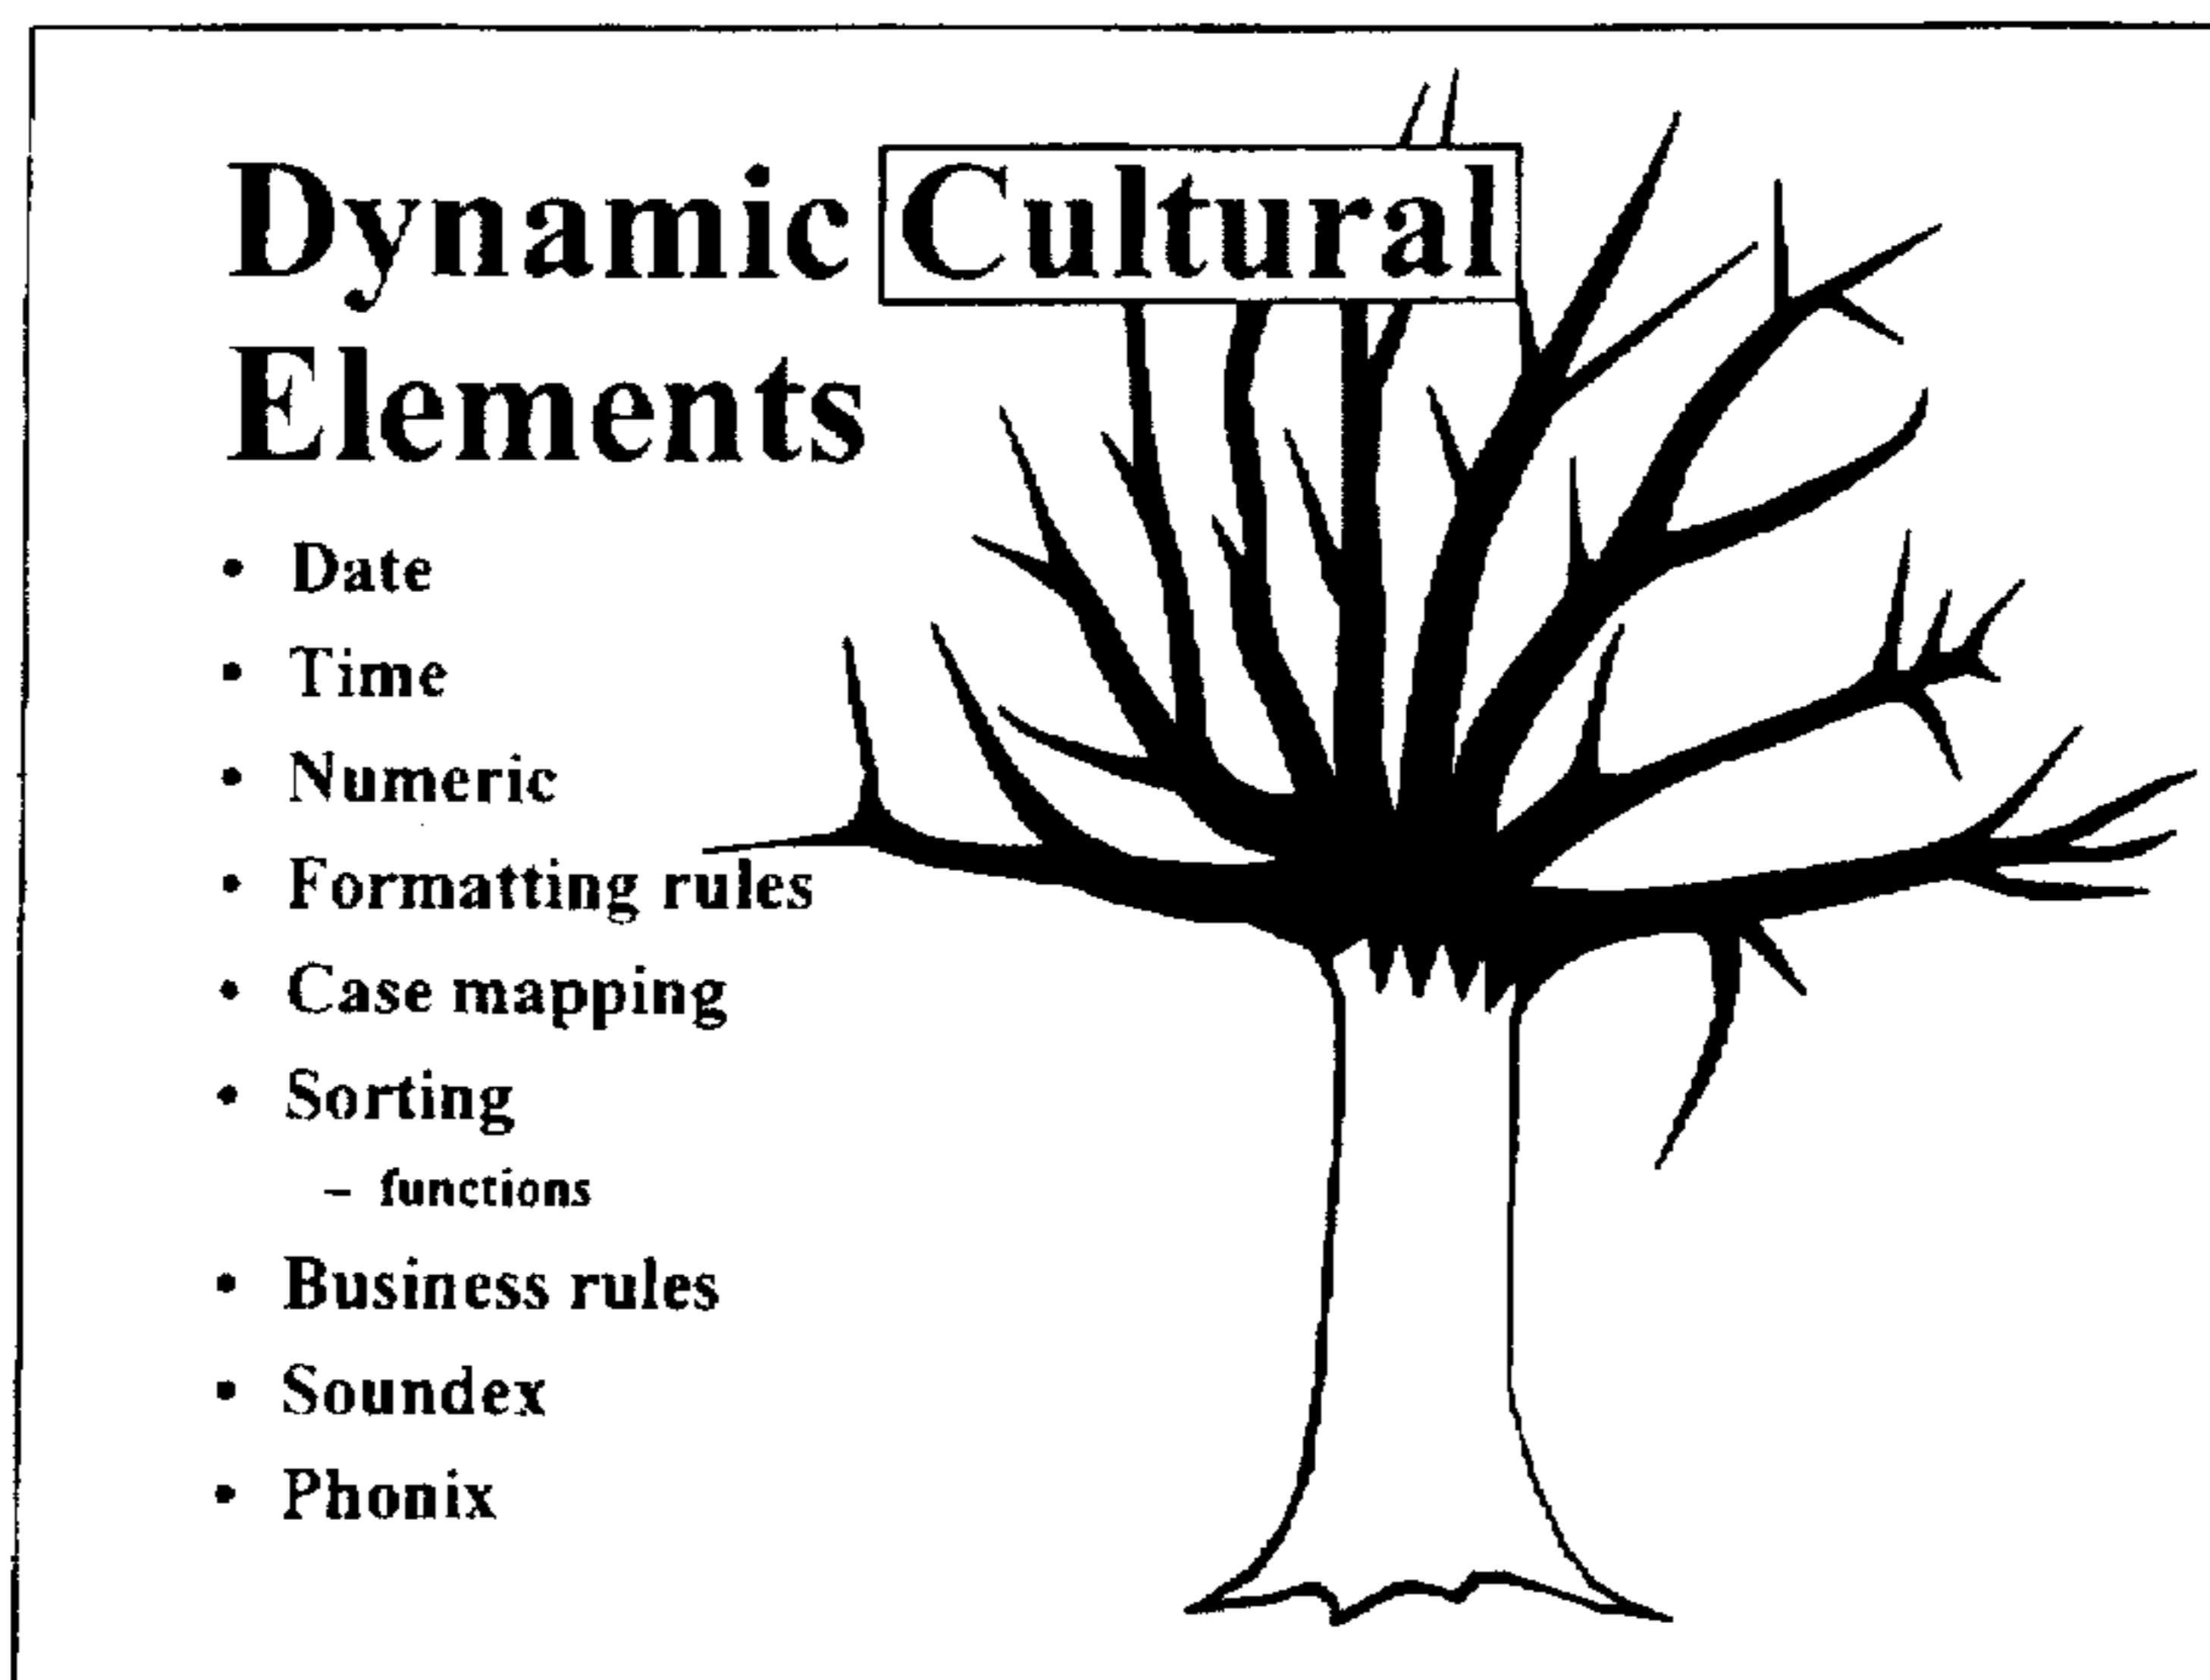 Dynamic Cultural
Elements
• Date
• Time
• Numeric
• Formatting rules
• Case mapping
• Sorting
– functions
• Business rules
• Soundex
• Phonix